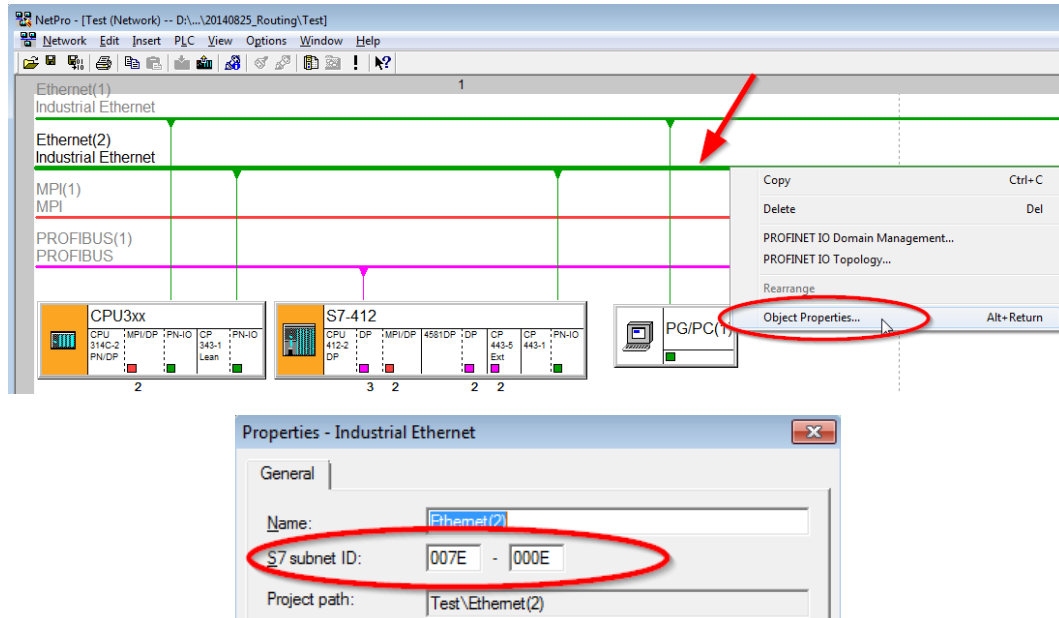 NetPro - [Test (Network) -- D:\...\20140825_Routing\Test]
Network Edit Insert PLC View Options Window Help
1
Ethernet(1)
Industrial Ethernet
Ethernet(2)
Industrial Ethernet
MPI(1)
MPI
PROFIBUS(1)
PROFIBUS
Copy Ctrl+C
Delete Del
PROFINET IO Domain Management...
PROFINET IO Topology...
Rearrange
Object Properties... Alt+Return
CPU3xx
CPU 314C-2 PN/DP
MPI/DP
PN-IO
CP 343-1 Lean
PN-IO
2
S7-412
CPU 412-2 DP
DP
MPI/DP
4581DP
DP
CP 443-5 Ext
CP 443-1
PN-IO
3 2 2 2
PG/PC(1)
Properties - Industrial Ethernet
General
Name: Ethernet(2)
S7 subnet ID: 007E - 000E
Project path: Test\Ethernet(2)